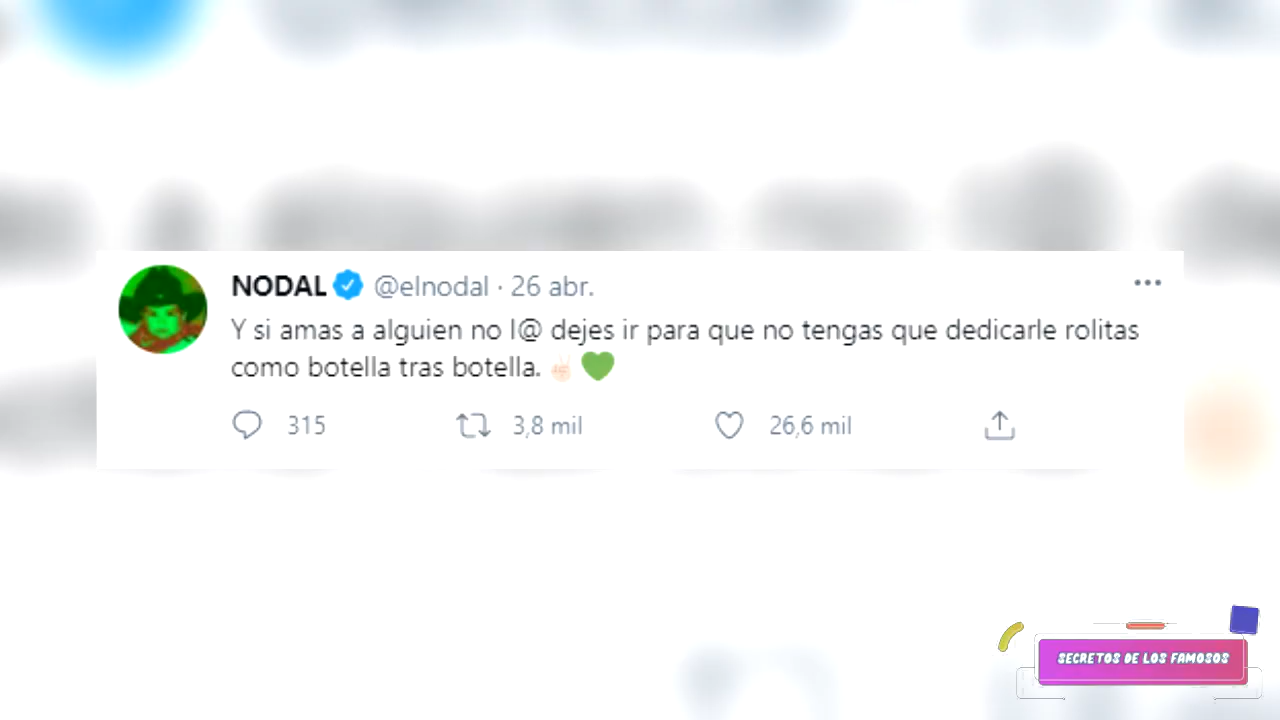 NODAL @elnodal · 26 abr.
Y si amas a alguien no l@ dejes ir para que no tengas que dedicarle rolitas
como botella tras botella. ✌🏻💚
315 3,8 mil 26,6 mil
SECRETOS DE LOS FAMOSOS